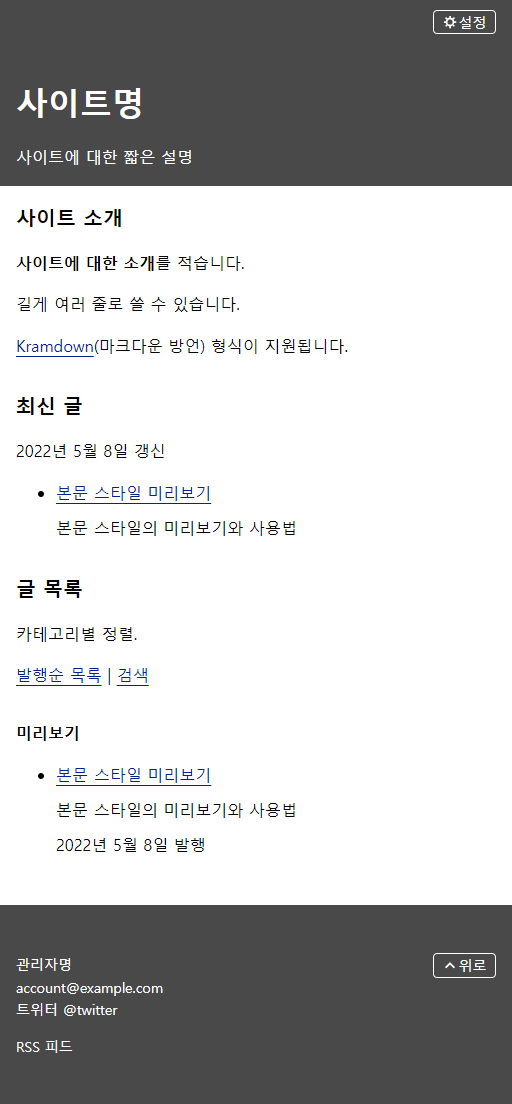 설정
사이트명
사이트에 대한 짧은 설명
사이트 소개
사이트에 대한 소개를 적습니다.
길게 여러 줄로 쓸 수 있습니다.
Kramdown(마크다운 방언) 형식이 지원됩니다.
최신 글
2022년 5월 8일 갱신
본문 스타일 미리보기
본문 스타일의 미리보기와 사용법
글 목록
카테고리별 정렬.
발행순 목록 | 검색
미리보기
본문 스타일 미리보기
본문 스타일의 미리보기와 사용법
2022년 5월 8일 발행
관리자명
위로
account@example.com
트위터 @twitter
RSS 피드